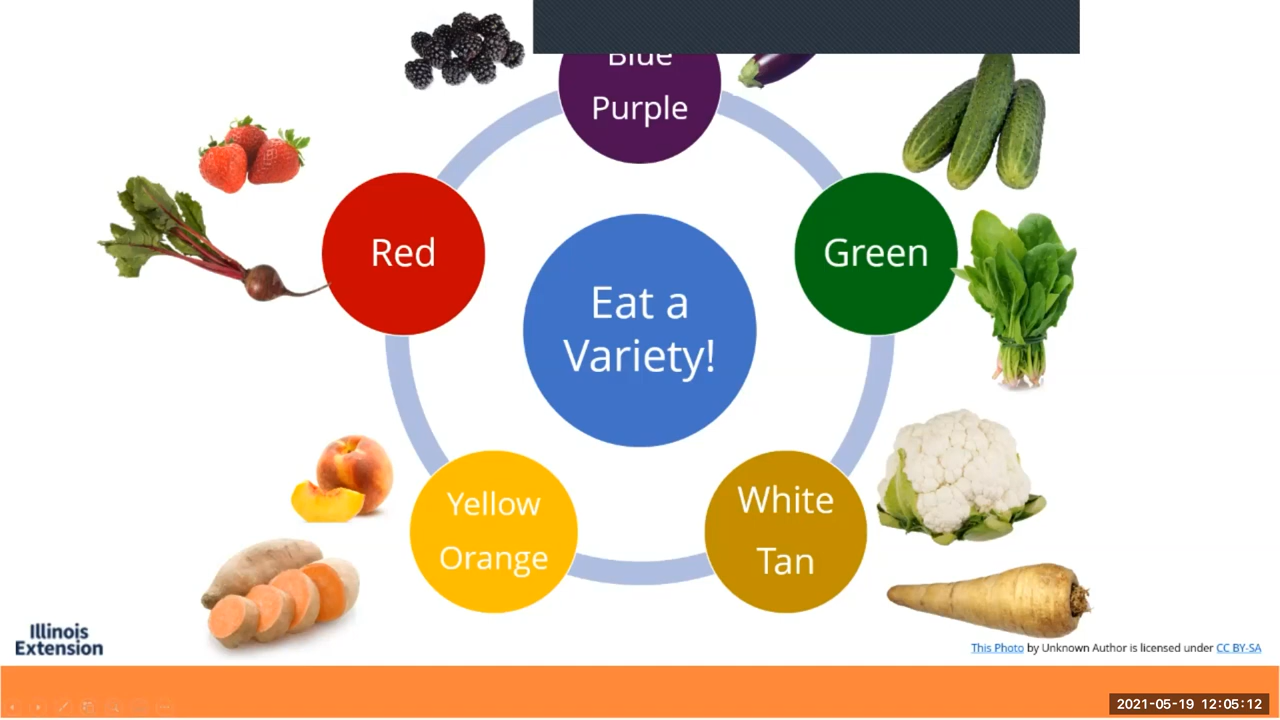 Blue
Purple
Red
Green
Eat a
Variety!
Yellow
Orange
White
Tan
Illinois
Extension
This Photo by Unknown Author is licensed under CC BY-SA
2021-05-19 12:05:12